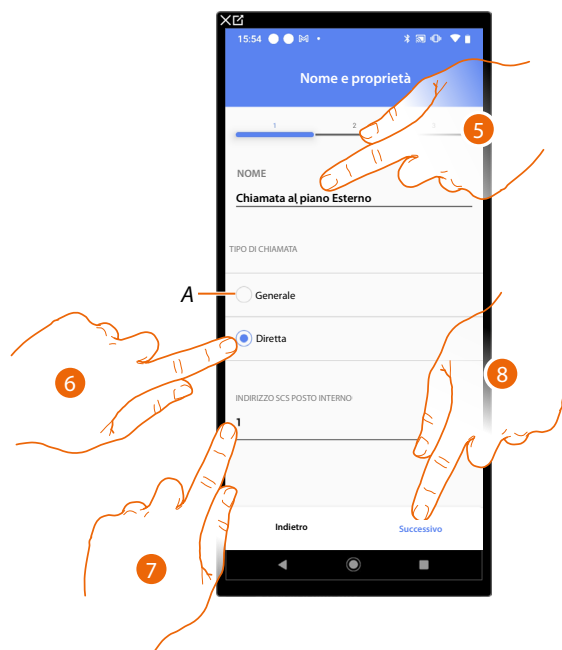 15:54
Nome e proprietà
1 2 3
5
NOME
Chiamata al piano Esterno
TIPO DI CHIAMATA
A
Generale
Diretta
6
8
INDIRIZZO SCS POSTO INTERNO
1
Indietro
Successivo
7